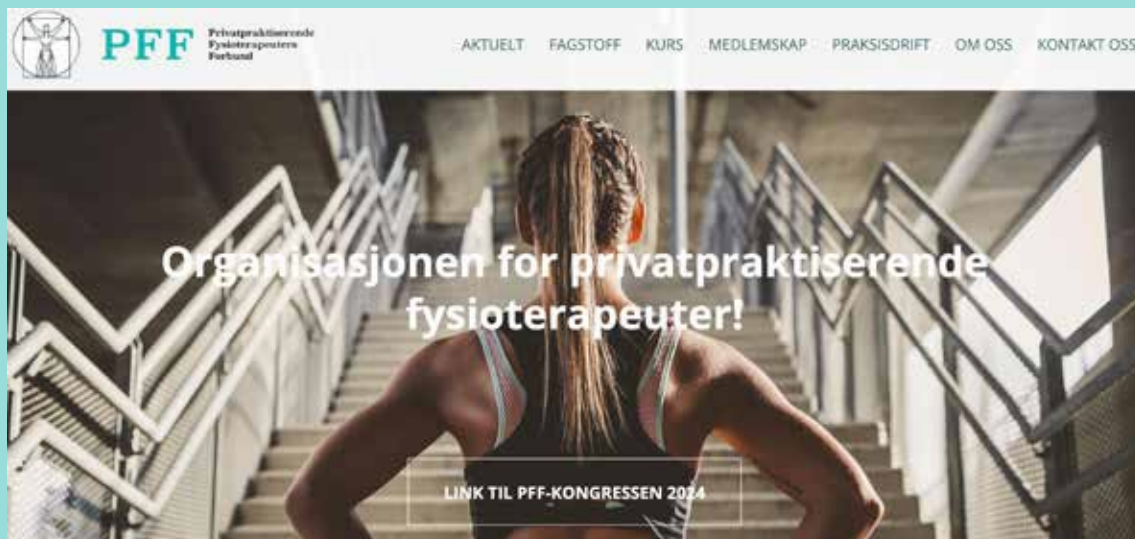 PFF
Privatpraktiserende
Fysioterapeuters
Forbund
AKTUELT FAGSTOFF KURS MEDLEMSKAP PRAKSISDRIFT OM OSS KONTAKT OSS
Organisasjonen for privatpraktiserende
fysioterapeuter!
LINK TIL PFF-KONGRESSEN 2024